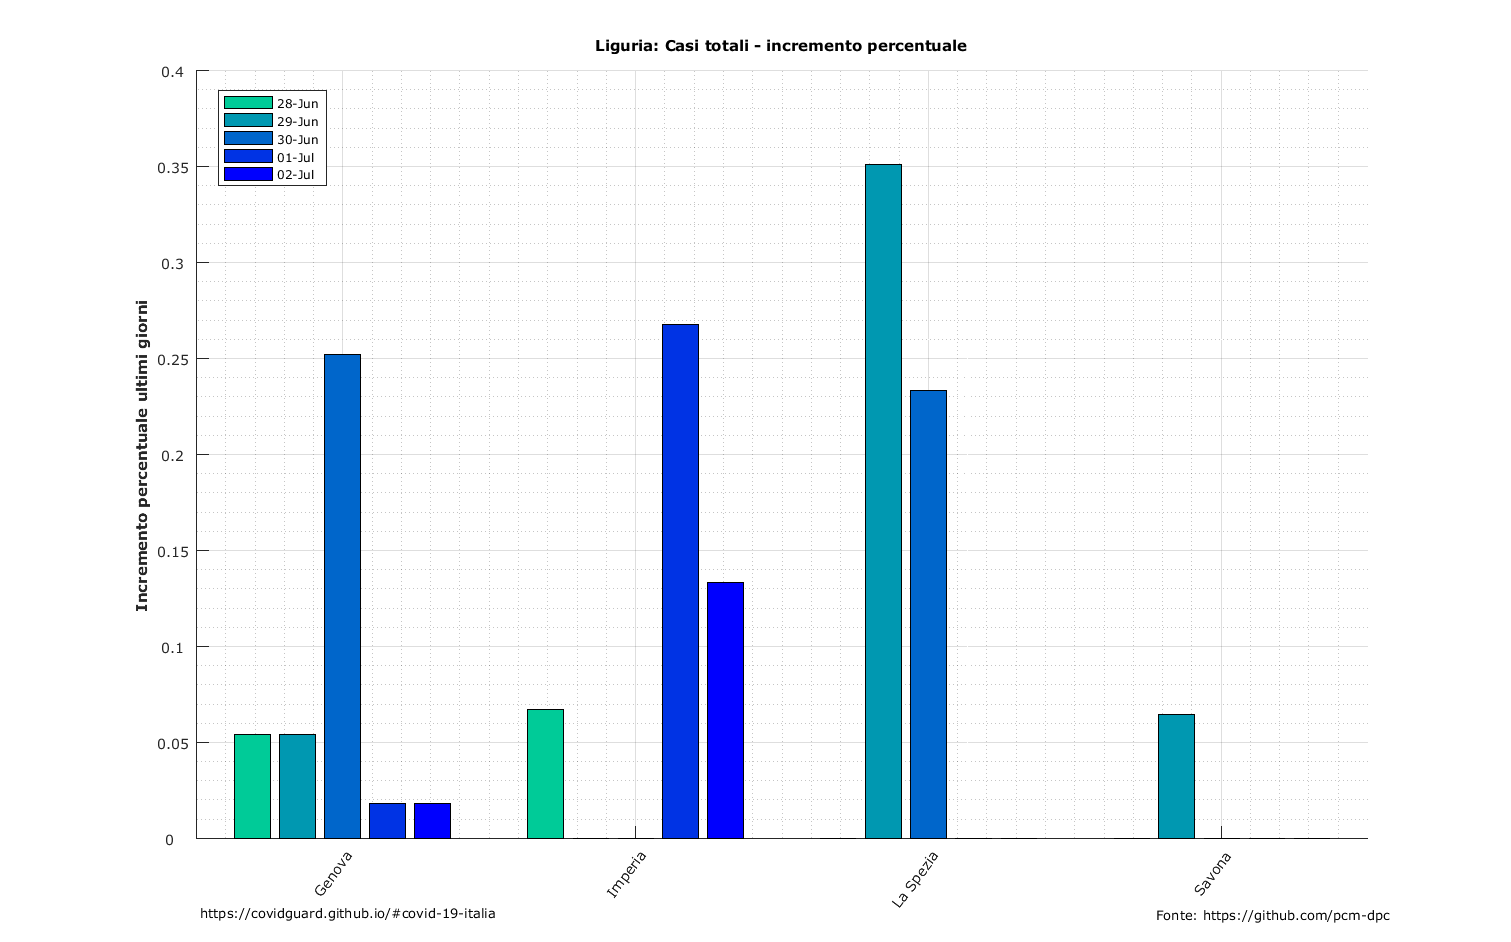 Liguria: Casi totali - incremento percentuale
0.4
0.35
0.3
0.25
0.2
0.15
0.1
0.05
0
Incremento percentuale ultimi giorni
28-Jun
29-Jun
30-Jun
01-Jul
02-Jul
Genova
Imperia
La Spezia
Savona
https://covidguard.github.io/#covid-19-italia
Fonte: https://github.com/pcm-dpc